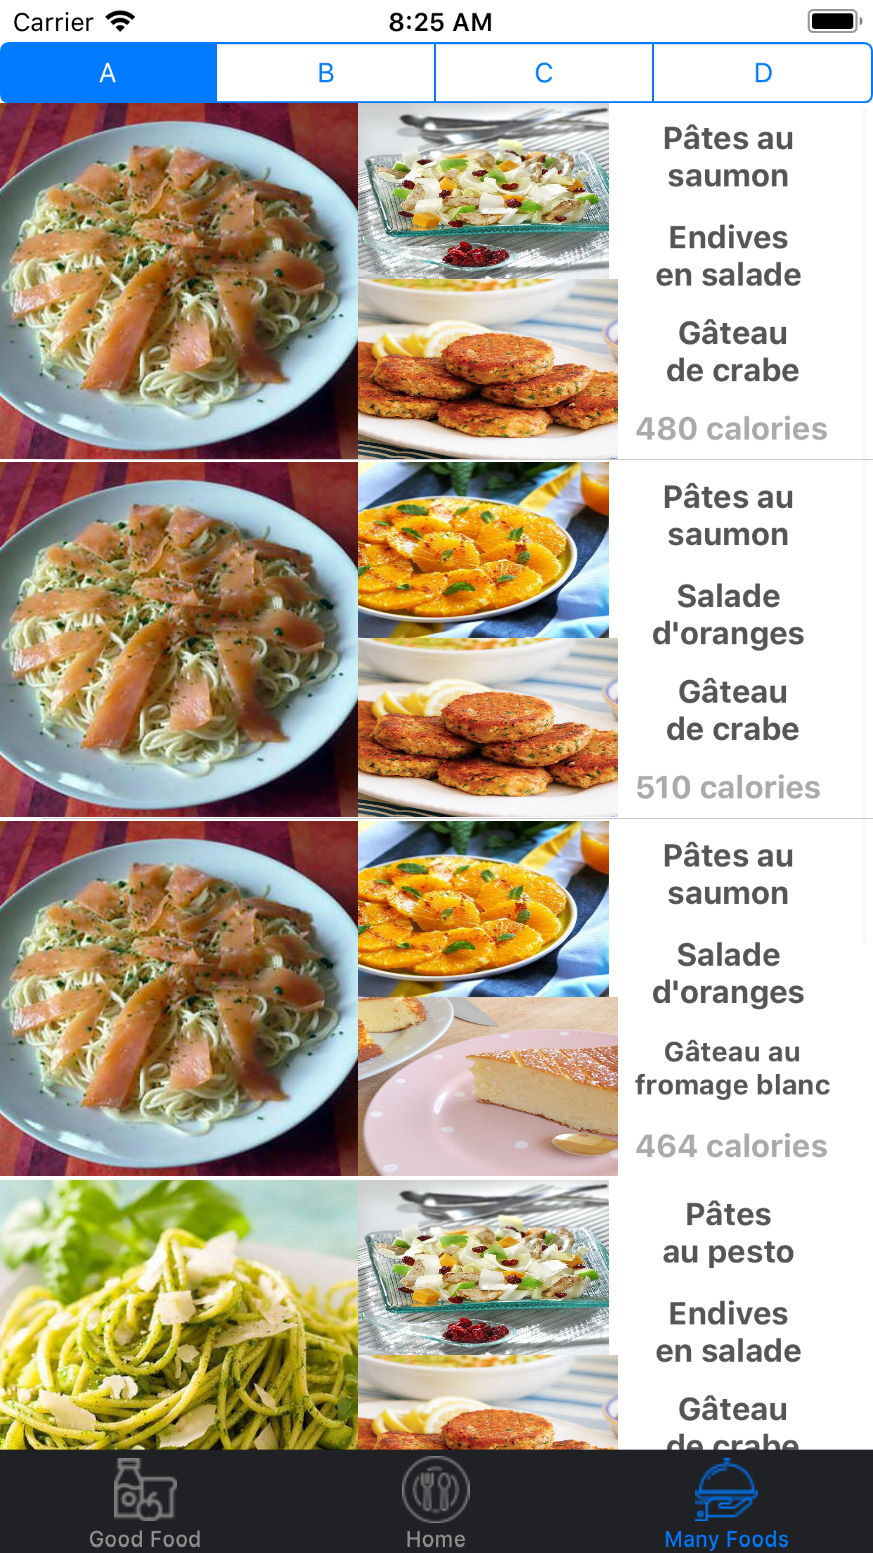 Carrier 8:25 AM
A B C D
Pâtes au
saumon
Endives
en salade
Gâteau
de crabe
480 calories
Pâtes au
saumon
Salade
d'oranges
Gâteau
de crabe
510 calories
Pâtes au
saumon
Salade
d'oranges
Gâteau au
fromage blanc
464 calories
Pâtes
au pesto
Endives
en salade
Gâteau
de crabe
Good Food Home Many Foods